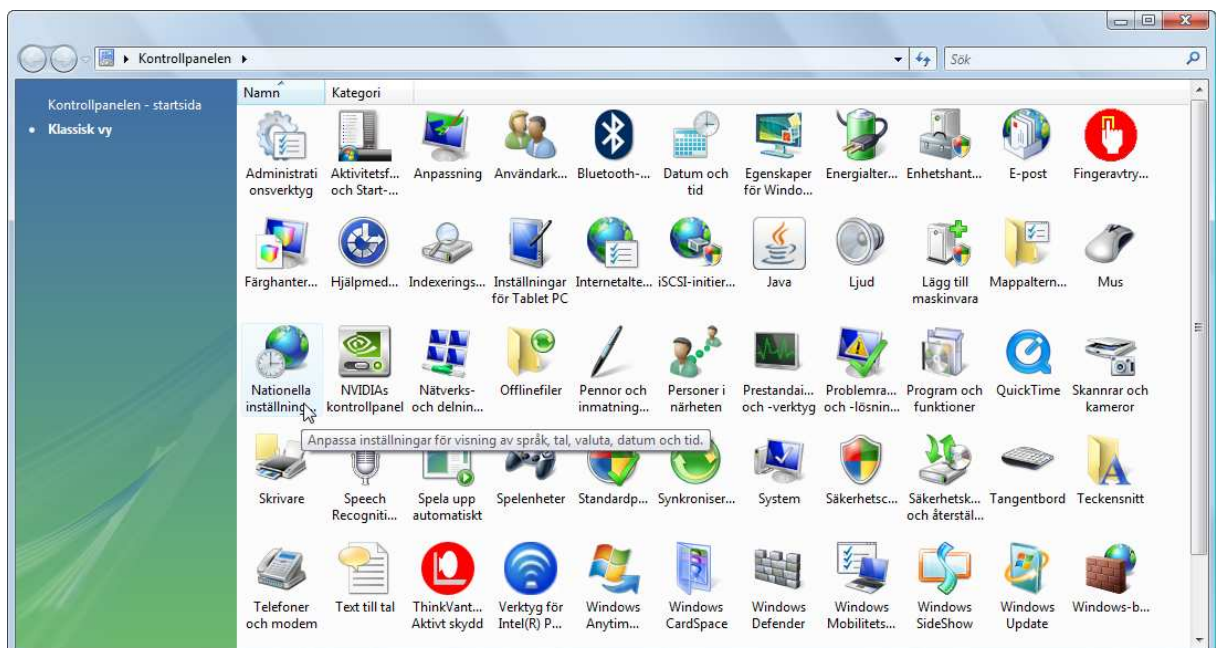 Kontrollpanelen
Sök
Kontrollpanelen - startsida
Klassisk vy
Namn Kategori
Administrati
onsverktyg
Aktivitetsf...
och Start-...
Anpassning
Användark...
Bluetooth-...
Datum och
tid
Egenskaper
för Windo...
Energialter...
Enhetshant...
E-post
Fingeravtry...
Färghanter...
Hjälpmed...
Indexerings...
Inställningar
för Tablet PC
Internetalte...
iSCSI-initier...
Java
Ljud
Lägg till
maskinvara
Mappaltern...
Mus
Nationella
inställning...
NVIDIAs
kontrollpanel
Nätverks-
och delnin...
Offlinefiler
Pennor och
inmatning...
Personer i
närheten
Prestandai...
och -verktyg
Problemra...
och -lösnin...
Program och
funktioner
QuickTime
Skannrar och
kameror
Anpassa inställningar för visning av språk, tal, valuta, datum och tid.
Skrivare
Speech
Recogniti...
Spela upp
automatiskt
Spelenheter
Standardp...
Synkroniser...
System
Säkerhetsc...
Säkerhetsk...
och återstäl...
Tangentbord
Teckensnitt
Telefoner
och modem
Text till tal
ThinkVant...
Aktivt skydd
Verktyg för
Intel(R) P...
Windows
Anytim...
Windows
CardSpace
Windows
Defender
Windows
Mobilitets...
Windows
SideShow
Windows
Update
Windows-b...